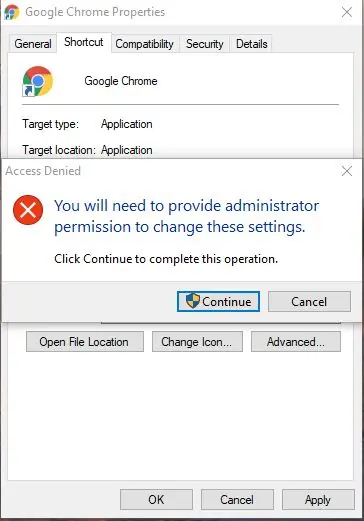 Google Chrome Properties
General Shortcut Compatibility Security Details
Google Chrome
Target type: Application
Target location: Application
Access Denied
You will need to provide administrator
permission to change these settings.
Click Continue to complete this operation.
Continue Cancel
Open File Location Change Icon... Advanced...
OK Cancel Apply